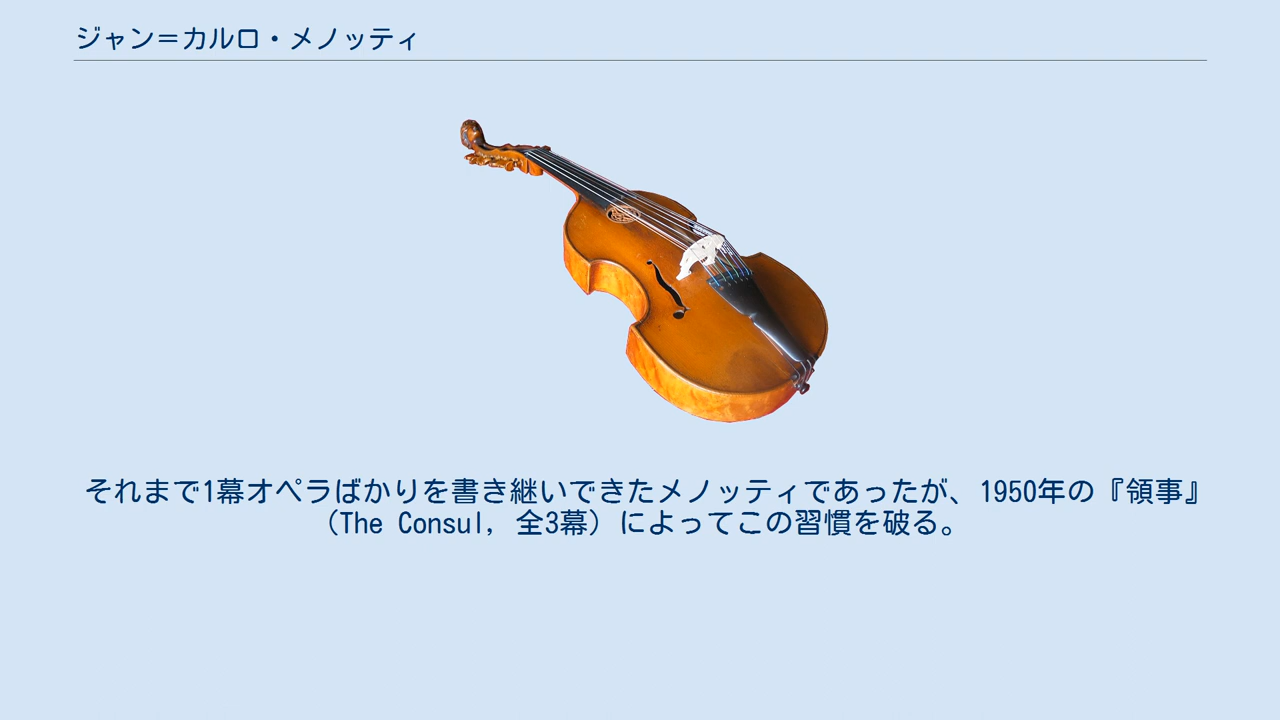 ジャン＝カルロ・メノッティ
それまで1幕オペラばかりを書き継いできたメノッティであったが、1950年の『領事』
（The Consul, 全3幕）によってこの習慣を破る。